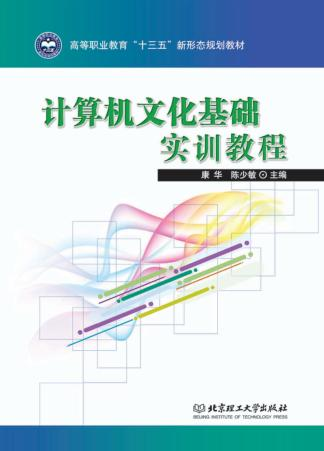 高等职业教育“十三五”新形态规划教材
计算机文化基础
实训教程
康 华 陈少敏 主编
北京理工大学出版社
BEIJING INSTITUTE OF TECHNOLOGY PRESS